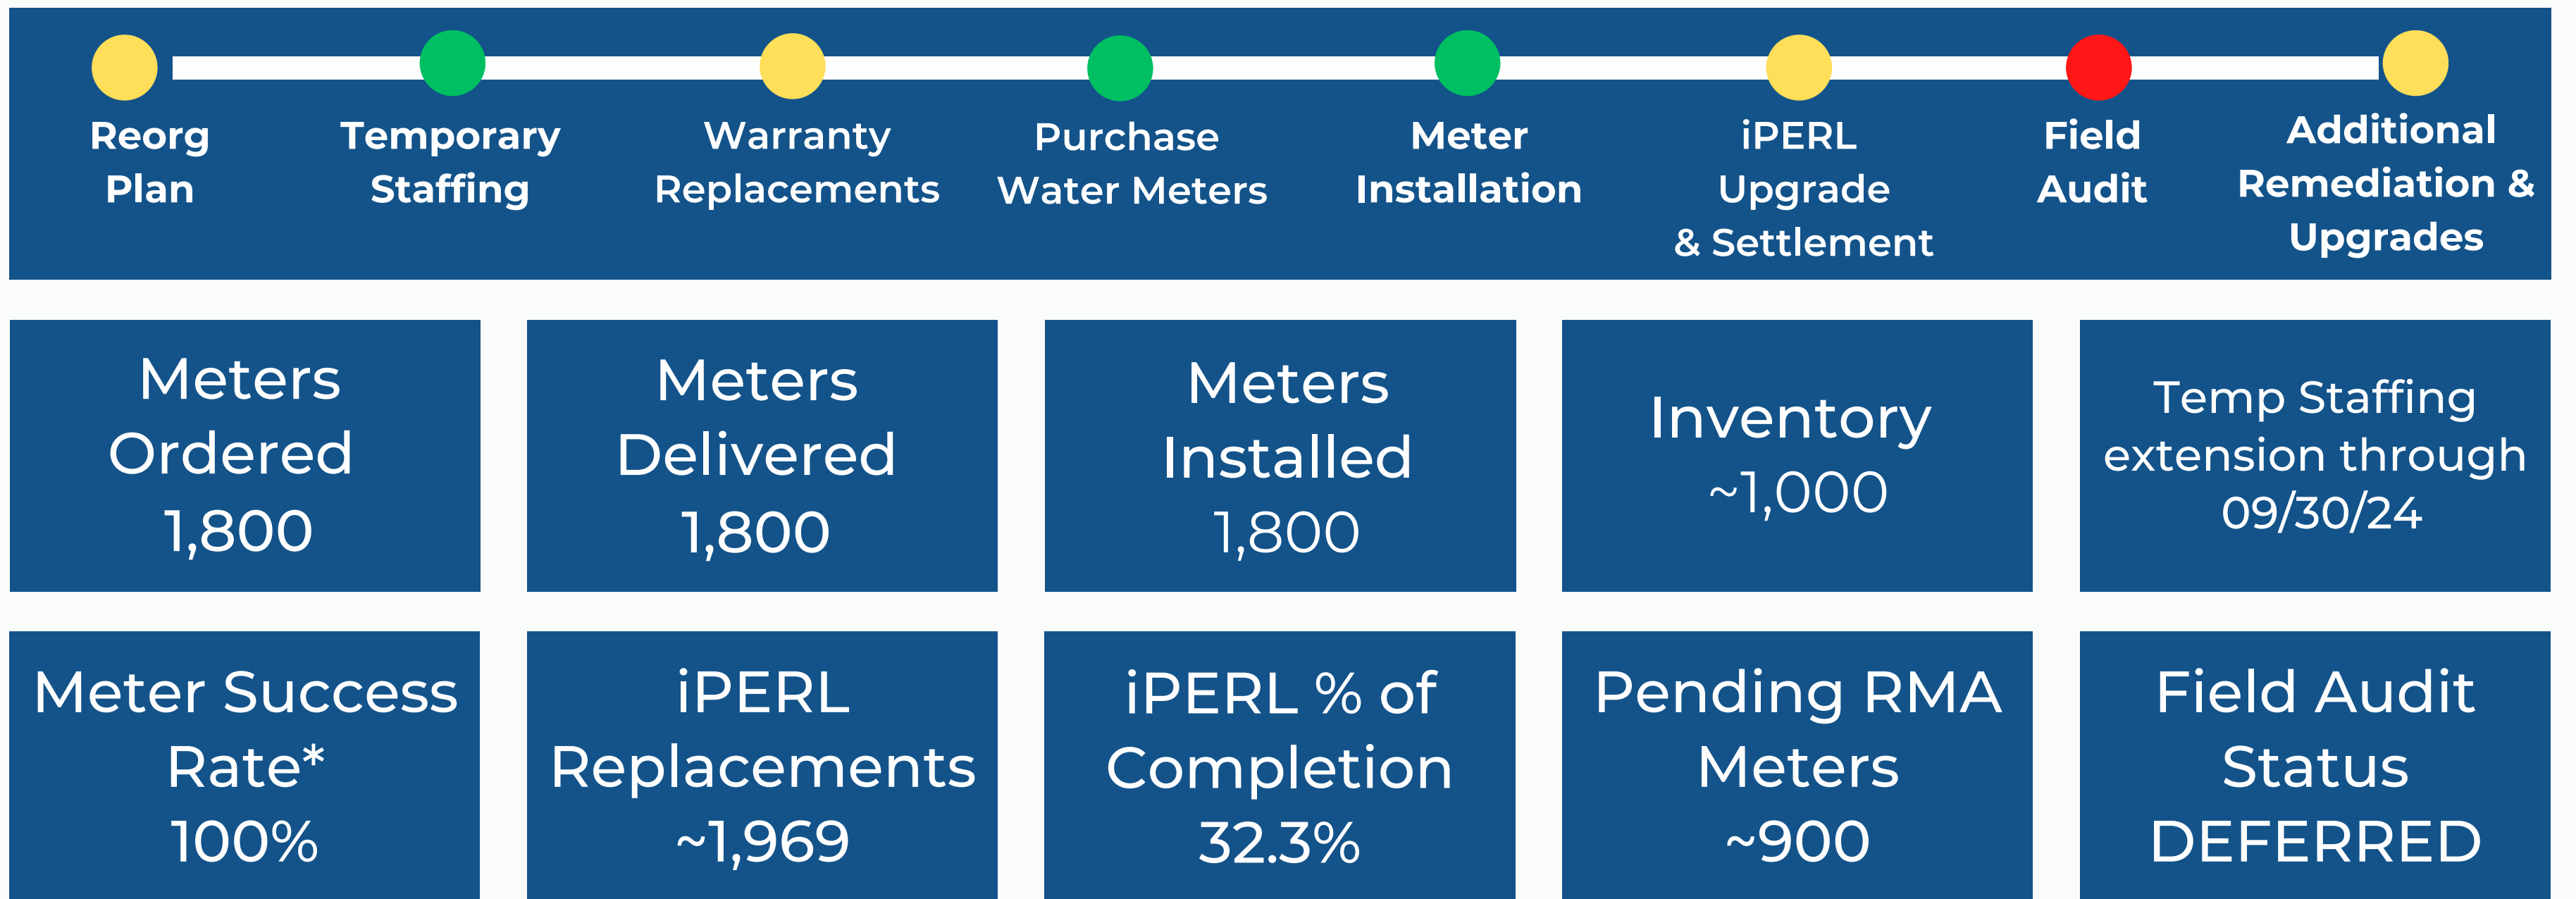 Reorg
Plan
Temporary
Staffing
Warranty
Replacements
Purchase
Water Meters
Meter
Installation
iPERL
Upgrade
& Settlement
Field
Audit
Additional
Remediation &
Upgrades
Meters
Ordered
1,800
Meters
Delivered
1,800
Meters
Installed
1,800
Inventory
~1,000
Temp Staffing
extension through
09/30/24
Meter Success
Rate*
100%
iPERL
Replacements
~1,969
iPERL % of
Completion
32.3%
Pending RMA
Meters
~900
Field Audit
Status
DEFERRED